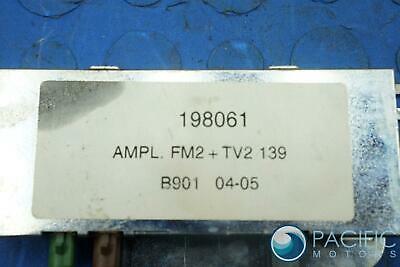 198061
AMPL. FM2 + TV2 139
B901 04-05
PACIFIC
MOTORS